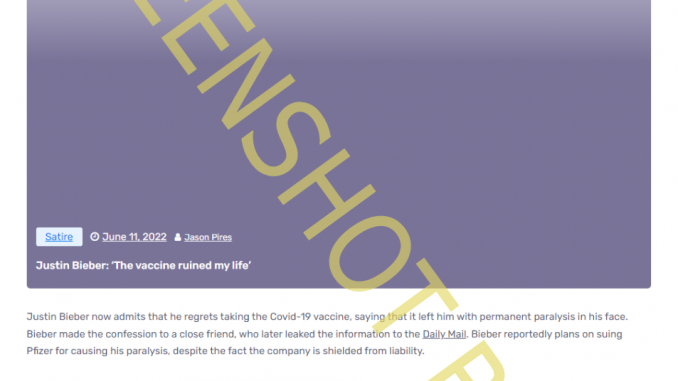 ENSHOT B
Satire June 11, 2022 Jason Pires
Justin Bieber: 'The vaccine ruined my life'
Justin Bieber now admits that he regrets taking the Covid-19 vaccine, saying that it left him with permanent paralysis in his face.
Bieber made the confession to a close friend, who later leaked the information to the Daily Mail. Bieber reportedly plans on suing
Pfizer for causing his paralysis, despite the fact the company is shielded from liability.